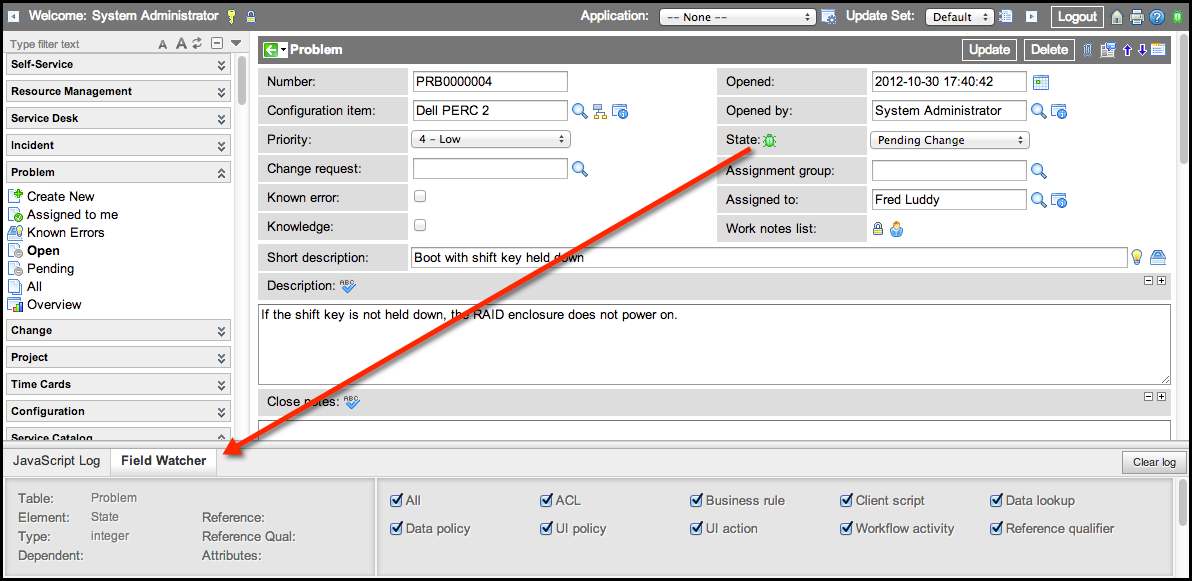 Welcome: System Administrator
Application: -- None --
Update Set: Default
Logout
Type filter text A A
Self-Service
Resource Management
Service Desk
Incident
Problem
Create New
Assigned to me
Known Errors
Open
Pending
All
Overview
Change
Project
Time Cards
Configuration
Service Catalog
Problem
Update Delete
Number: PRB0000004
Configuration item: Dell PERC 2
Priority: 4 - Low
Change request:
Known error:
Knowledge:
Opened: 2012-10-30 17:40:42
Opened by: System Administrator
State: Pending Change
Assignment group:
Assigned to: Fred Luddy
Work notes list:
Short description: Boot with shift key held down
Description: ABC
If the shift key is not held down, the RAID enclosure does not power on.
Close notes: ABC
JavaScript Log Field Watcher Clear log
Table: Problem
Element: State
Type: integer
Dependent:
Reference:
Reference Qual:
Attributes:
All ACL Business rule Client script Data lookup
Data policy UI policy UI action Workflow activity Reference qualifier